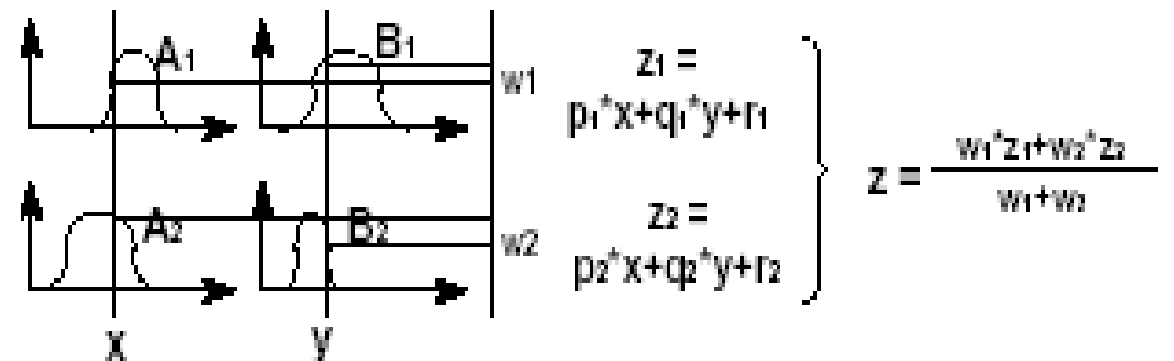 A1 B1
w1
z1 =
p1*x+q1*y+r1
A2 B2
w2
z2 =
p2*x+q2*y+r2
z = w1*z1+w2*z2
w1+w2
x y